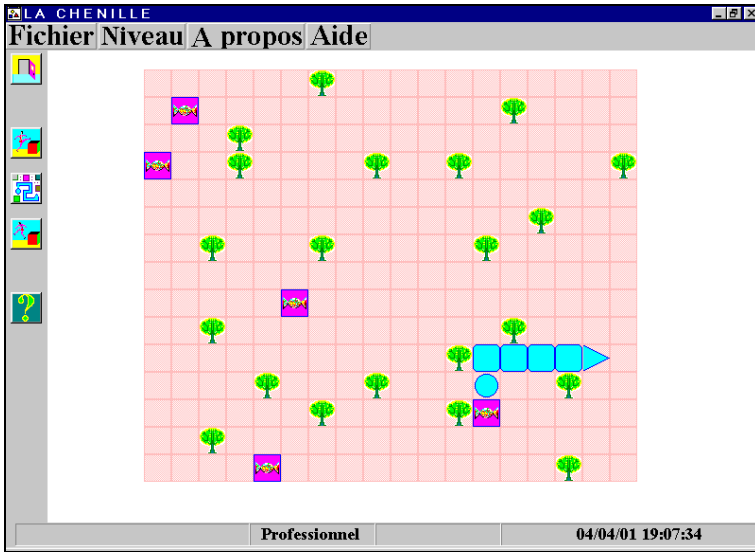 LA CHENILLE
Fichier Niveau A propos Aide
Professionnel 04/04/01 19:07:34